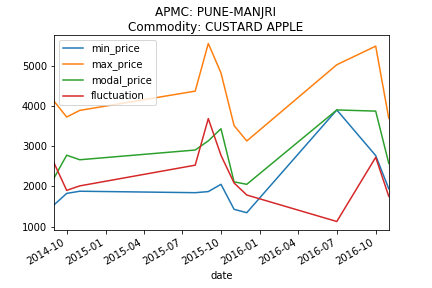 APMC: PUNE-MANJRI
Commodity: CUSTARD APPLE
min_price
max_price
modal_price
fluctuation
5000
4000
3000
2000
1000
2014-10
2015-01
2015-04
2015-07
2015-10
2016-01
2016-04
2016-07
2016-10
date